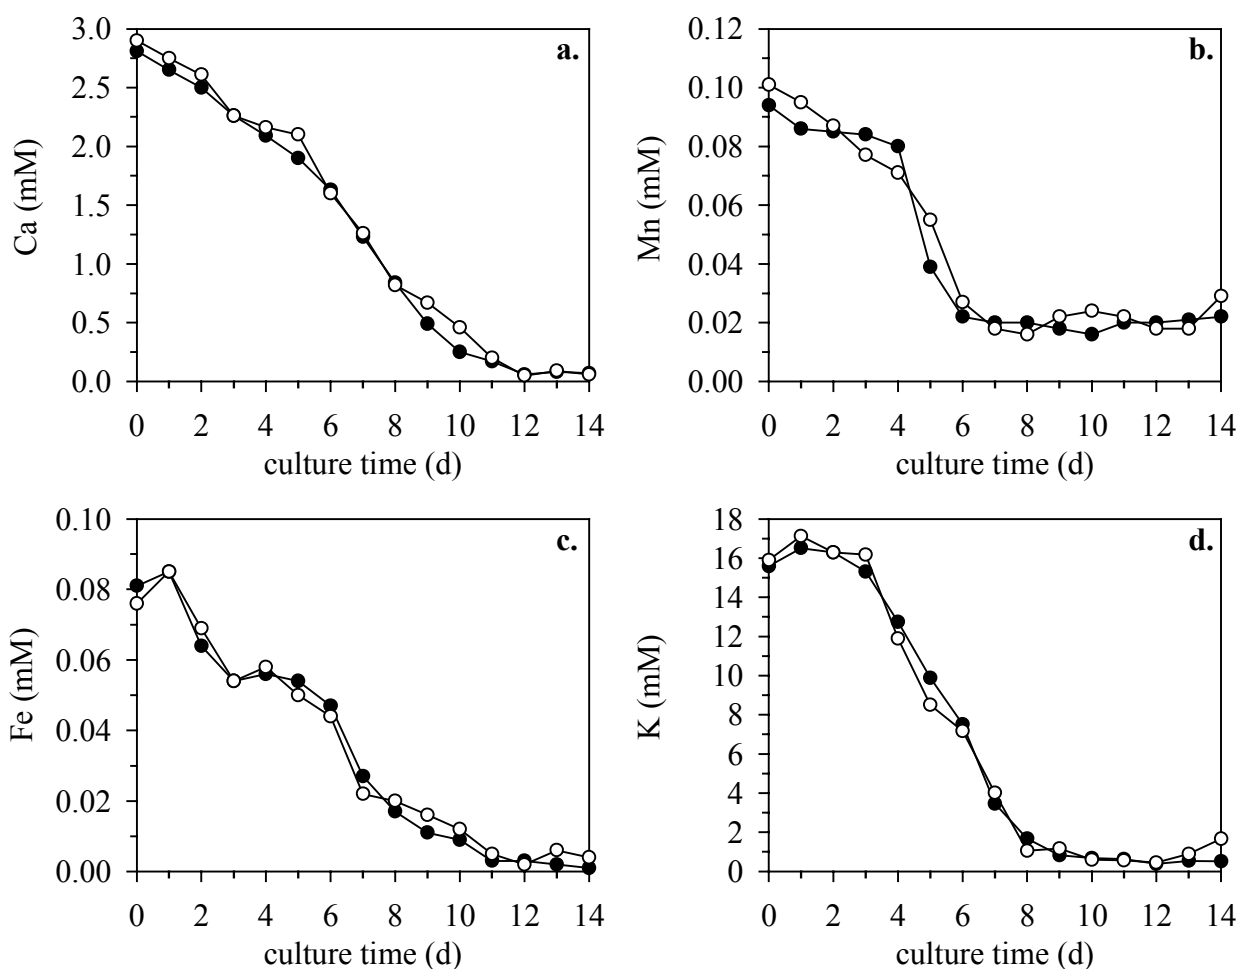 a.
Ca (mM)
3.0
2.5
2.0
1.5
1.0
0.5
0.0
0 2 4 6 8 10 12 14
culture time (d)
b.
Mn (mM)
0.12
0.10
0.08
0.06
0.04
0.02
0.00
0 2 4 6 8 10 12 14
culture time (d)
c.
Fe (mM)
0.10
0.08
0.06
0.04
0.02
0.00
0 2 4 6 8 10 12 14
culture time (d)
d.
K (mM)
18
16
14
12
10
8
6
4
2
0
0 2 4 6 8 10 12 14
culture time (d)